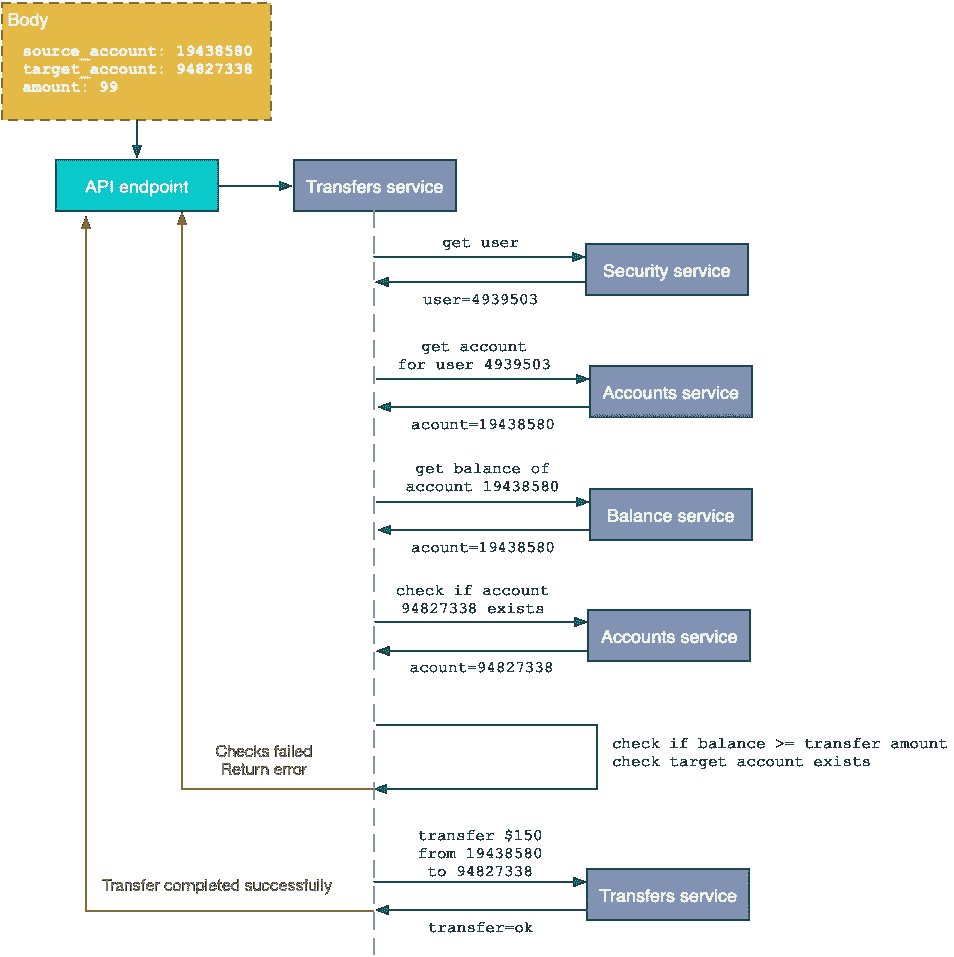 Body
source_account: 19438580
target_account: 94827338
amount: 99
API endpoint
Transfers service
get user
Security service
user=4939503
get account
for user 4939503
Accounts service
acount=19438580
get balance of
account 19438580
Balance service
acount=19438580
check if account
94827338 exists
Accounts service
acount=94827338
Checks failed
Return error
check if balance >= transfer amount
check target account exists
transfer $150
from 19438580
to 94827338
Transfer completed successfully
Transfers service
transfer=ok